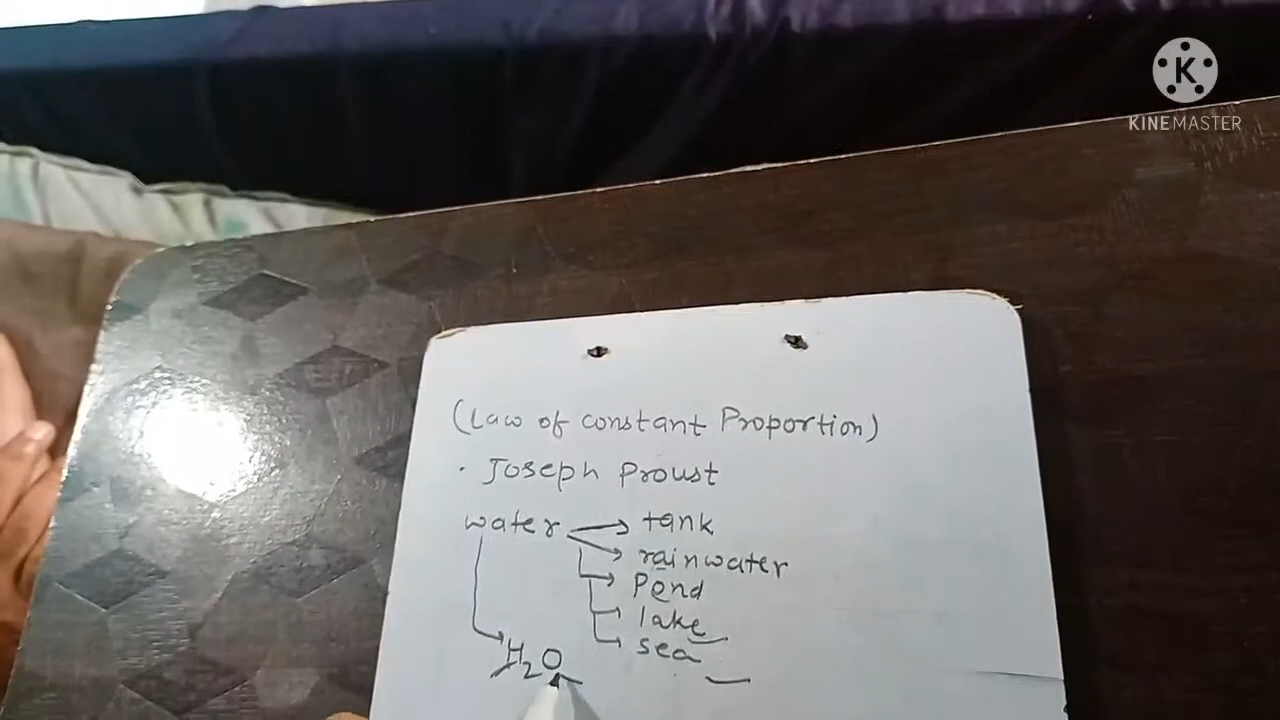 K
KINEMASTER
(Law of constant Proportion)
. Joseph Proust
water → tank
→ rainwater
→ Pond
→ lake
→ sea
→ H2O